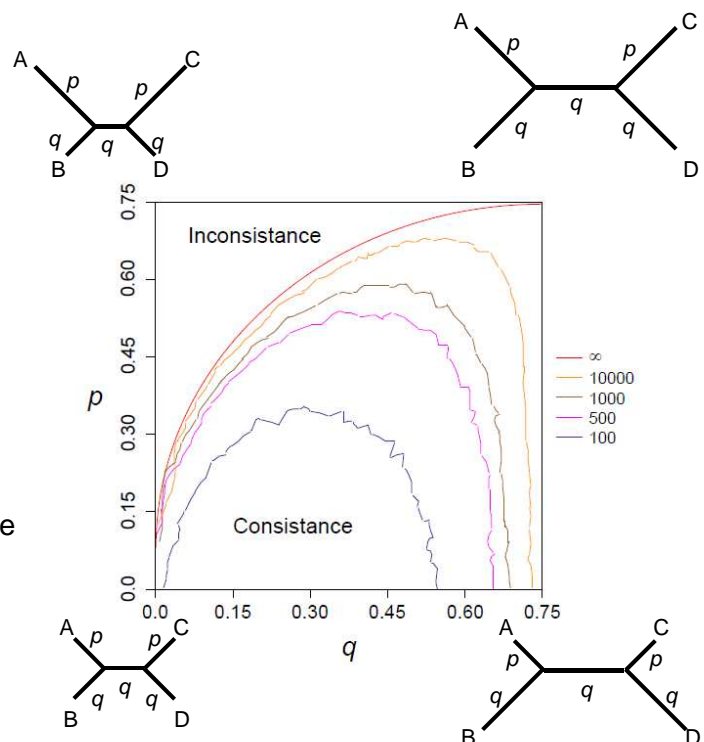 A
p
p
C
q
B
q
q
D
A
p
p
C
q
B
q
q
D
0.75
0.60
0.45
0.30
0.15
0.0
p
Inconsistance
Consistance
∞
10000
1000
500
100
e
0.0
0.15
0.30
0.45
0.60
0.75
q
A
p
p
C
q
B
q
q
D
A
p
p
C
q
B
q
q
D